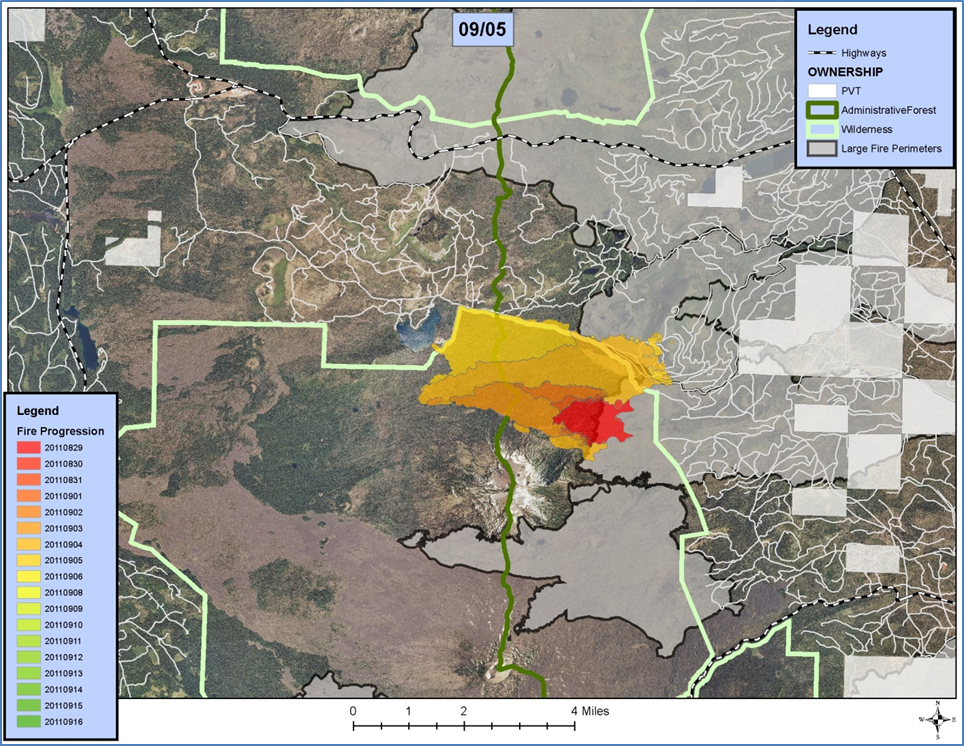 09/05
Legend
Highways
OWNERSHIP
PVT
AdministrativeForest
Wilderness
Large Fire Perimeters
Legend
Fire Progression
20110829
20110830
20110831
20110901
20110902
20110903
20110904
20110905
20110906
20110908
20110909
20110910
20110911
20110912
20110913
20110914
20110915
20110916
0 1 2 4 Miles
N
W E
S